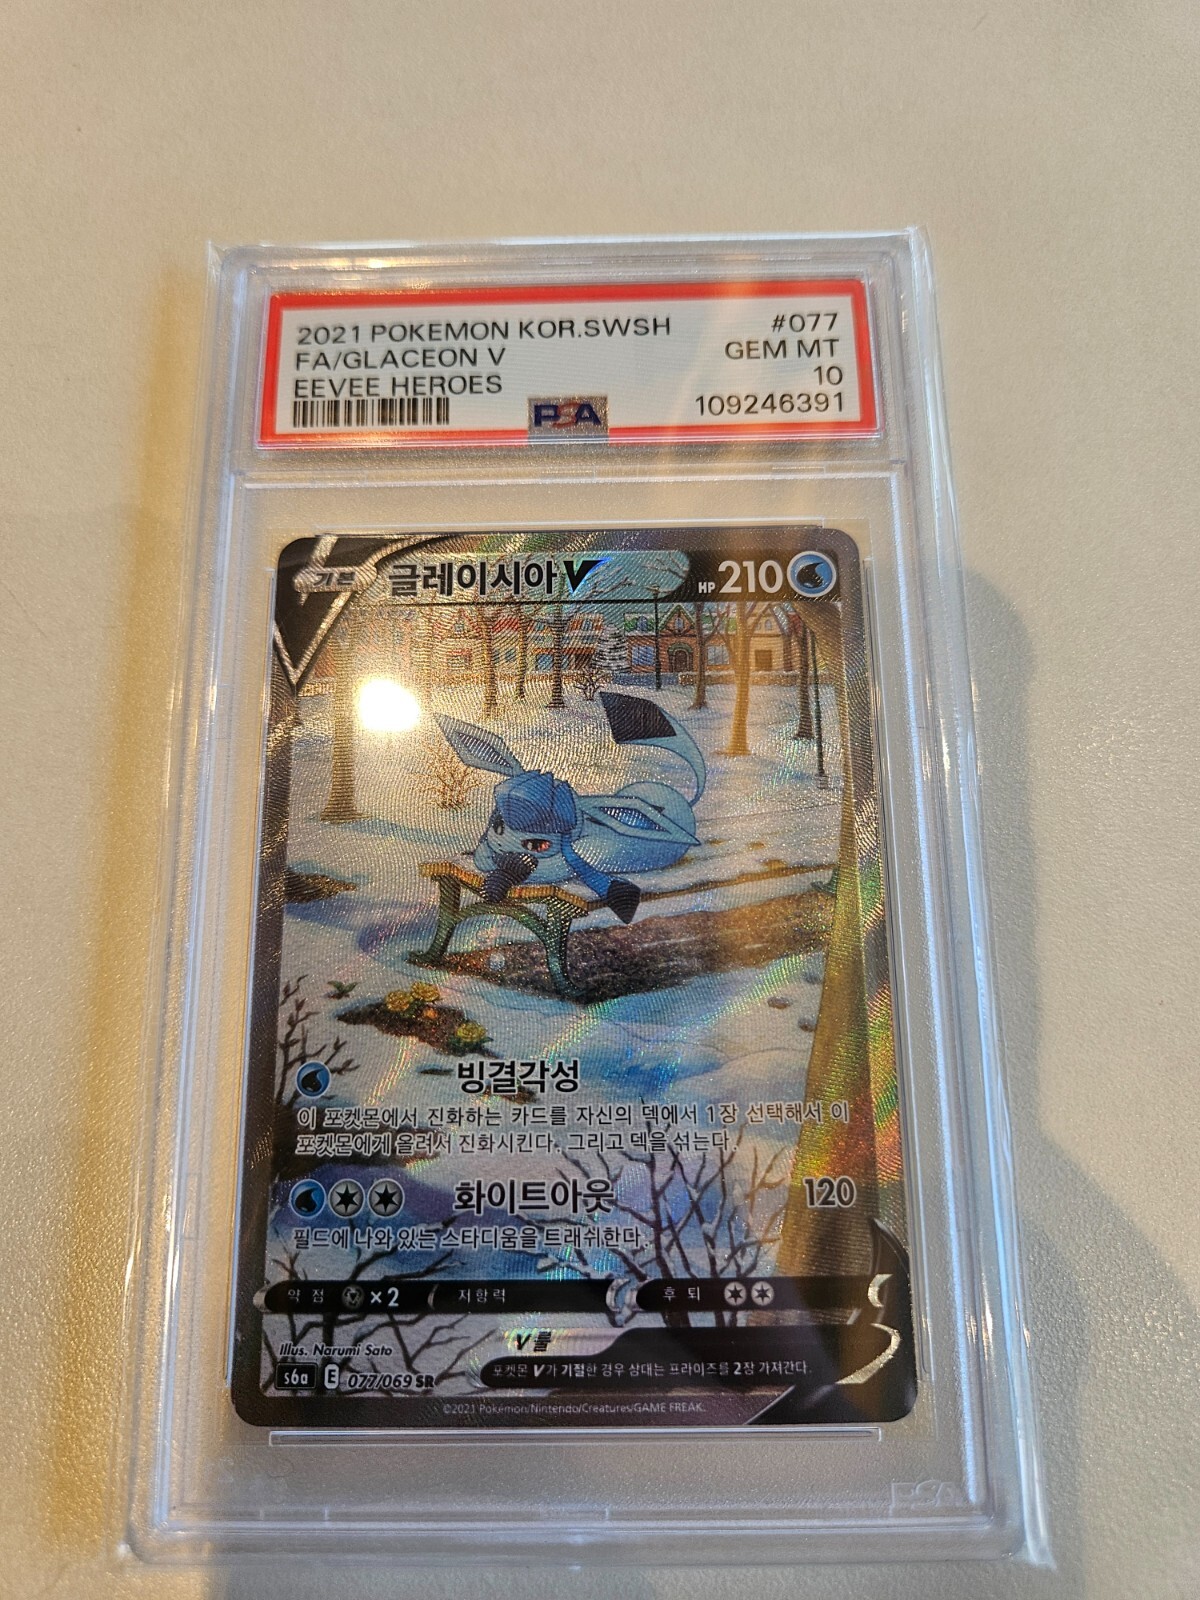 2021 POKEMON KOR.SWSH #077
FA/GLACEON V GEM MT
EEVEE HEROES 10
PSA 109246391
기본 글레이시아V HP 210
빙결각성
이 포켓몬에서 진화하는 카드를 자신의 덱에서 1장 선택해서 이
포켓몬에게 올려서 진화시킨다. 그리고 덱을 섞는다.
화이트아웃 120
필드에 나와 있는 스타디움을 트래쉬한다.
약점 ×2 저항력 후퇴
V룰
Illus. Narumi Sato
포켓몬 V가 기절한 경우 상대는 프라이즈를 2장 가져간다.
s6a E 077/069 SR
©2021 Pokémon/Nintendo/Creatures/GAME FREAK.
PSA